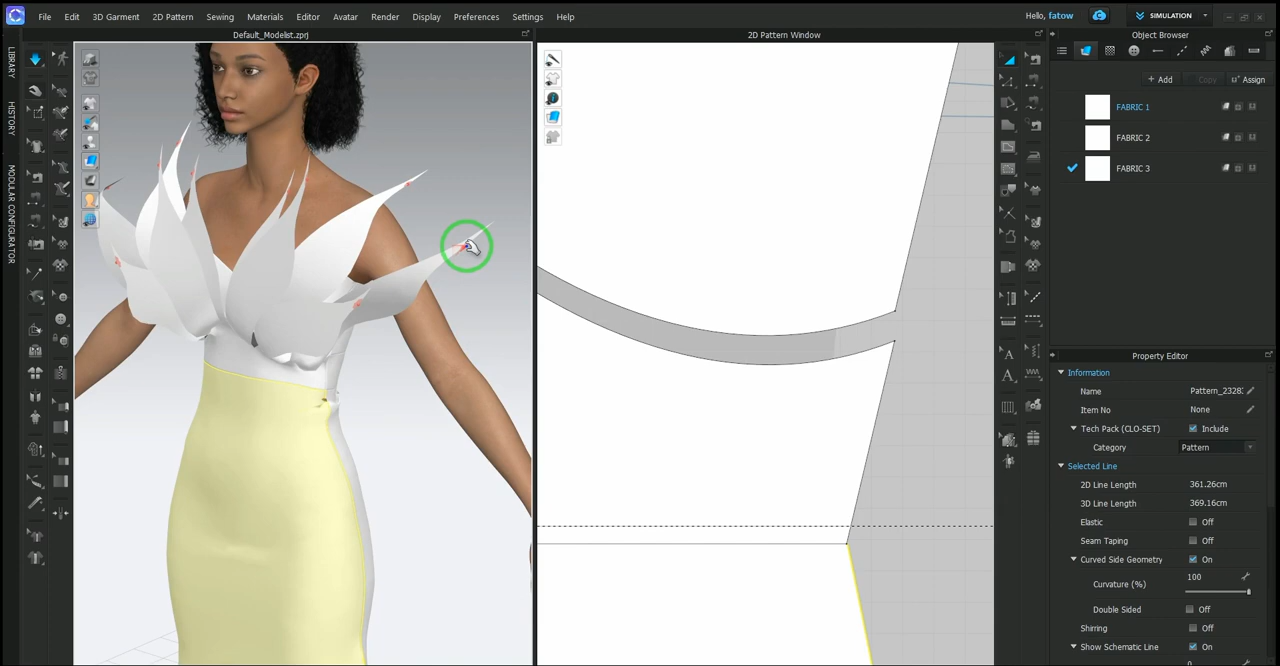 File Edit 3D Garment 2D Pattern Sewing Materials Editor Avatar Render Display Preferences Settings Help Hello, fatow SIMULATION
Default_Modelist.zprj 2D Pattern Window Object Browser
LIBRARY
HISTORY
MODULAR CONFIGURATOR
+ Add Copy Assign
FABRIC 1
FABRIC 2
FABRIC 3
Property Editor
Information
Name Pattern_2328
Item No None
Tech Pack (CLO-SET) Include
Category Pattern
Selected Line
2D Line Length 361.26cm
3D Line Length 369.16cm
Elastic Off
Seam Taping Off
Curved Side Geometry On
Curvature (%) 100
Double Sided Off
Shirring Off
Show Schematic Line On